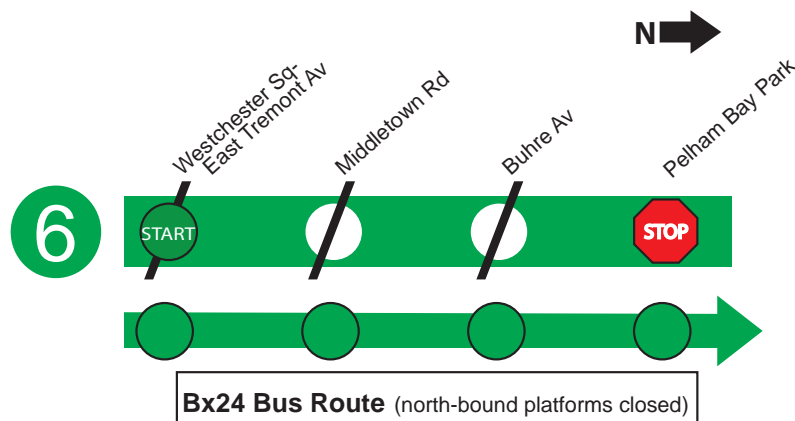 N
Westchester Sq-
East Tremont Av
Middletown Rd
Buhre Av
Pelham Bay Park
6
START
STOP
Bx24 Bus Route (north-bound platforms closed)